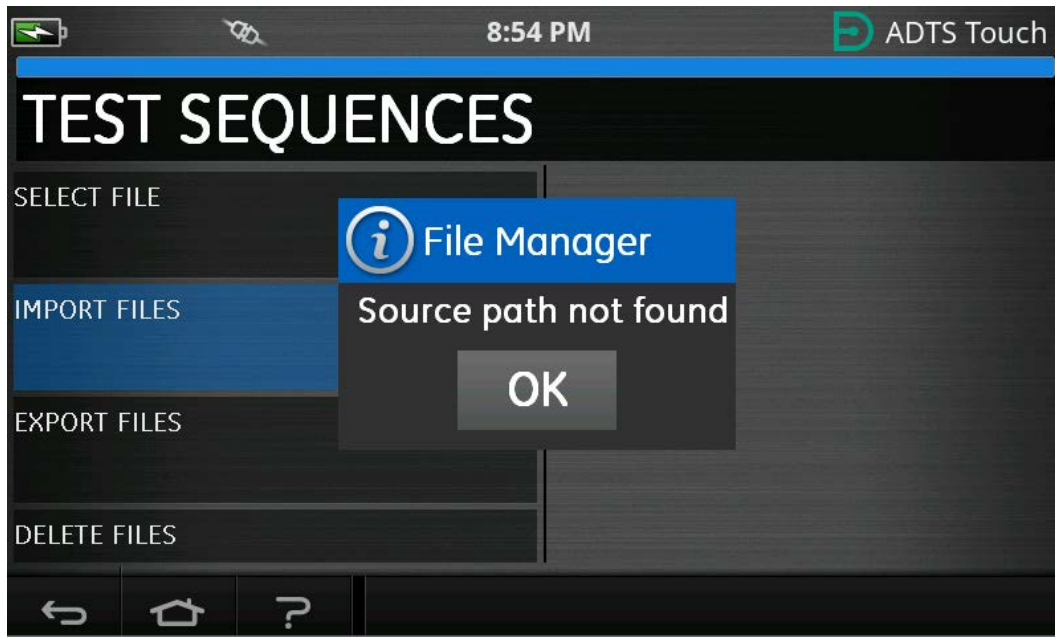 8:54 PM
ADTS Touch
TEST SEQUENCES
SELECT FILE
File Manager
IMPORT FILES
Source path not found
OK
EXPORT FILES
DELETE FILES